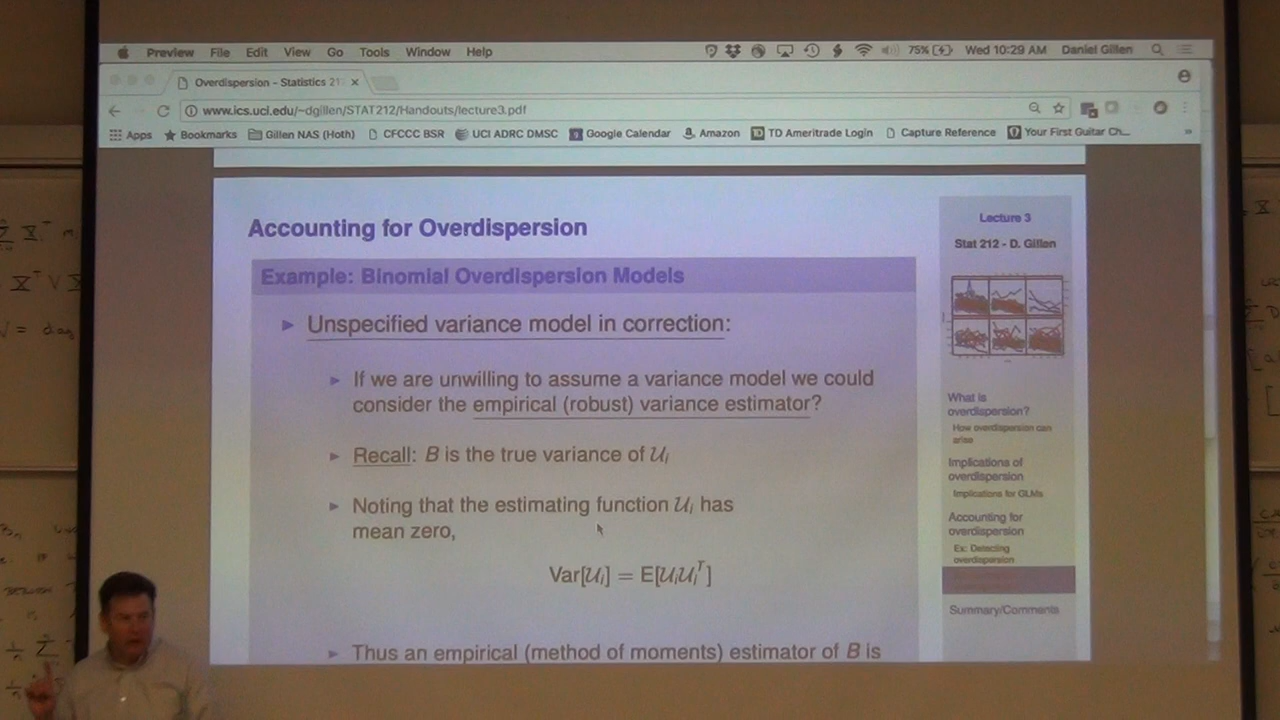 Preview File Edit View Go Tools Window Help 75% Wed 10:29 AM Daniel Gillen
Overdispersion - Statistics 21
www.ics.uci.edu/~dgillen/STAT212/Handouts/lecture3.pdf
Apps Bookmarks Gillen NAS (Hoth) CFCCC BSR UCI ADRC DMSC Google Calendar Amazon TD Ameritrade Login Capture Reference Your First Guitar Ch... »
Accounting for Overdispersion
Example: Binomial Overdispersion Models
Unspecified variance model in correction:
If we are unwilling to assume a variance model we could
consider the empirical (robust) variance estimator?
Recall: B is the true variance of 𝒰ᵢ
Noting that the estimating function 𝒰ᵢ has
mean zero,
Var[𝒰ᵢ] = E[𝒰ᵢ𝒰ᵢᵀ]
Thus an empirical (method of moments) estimator of B is
Lecture 3
Stat 212 - D. Gillen
What is
overdispersion?
How overdispersion can
arise
Implications of
overdispersion
Implications for GLMs
Accounting for
overdispersion
Ex: Detecting
overdispersion
Summary/Comments